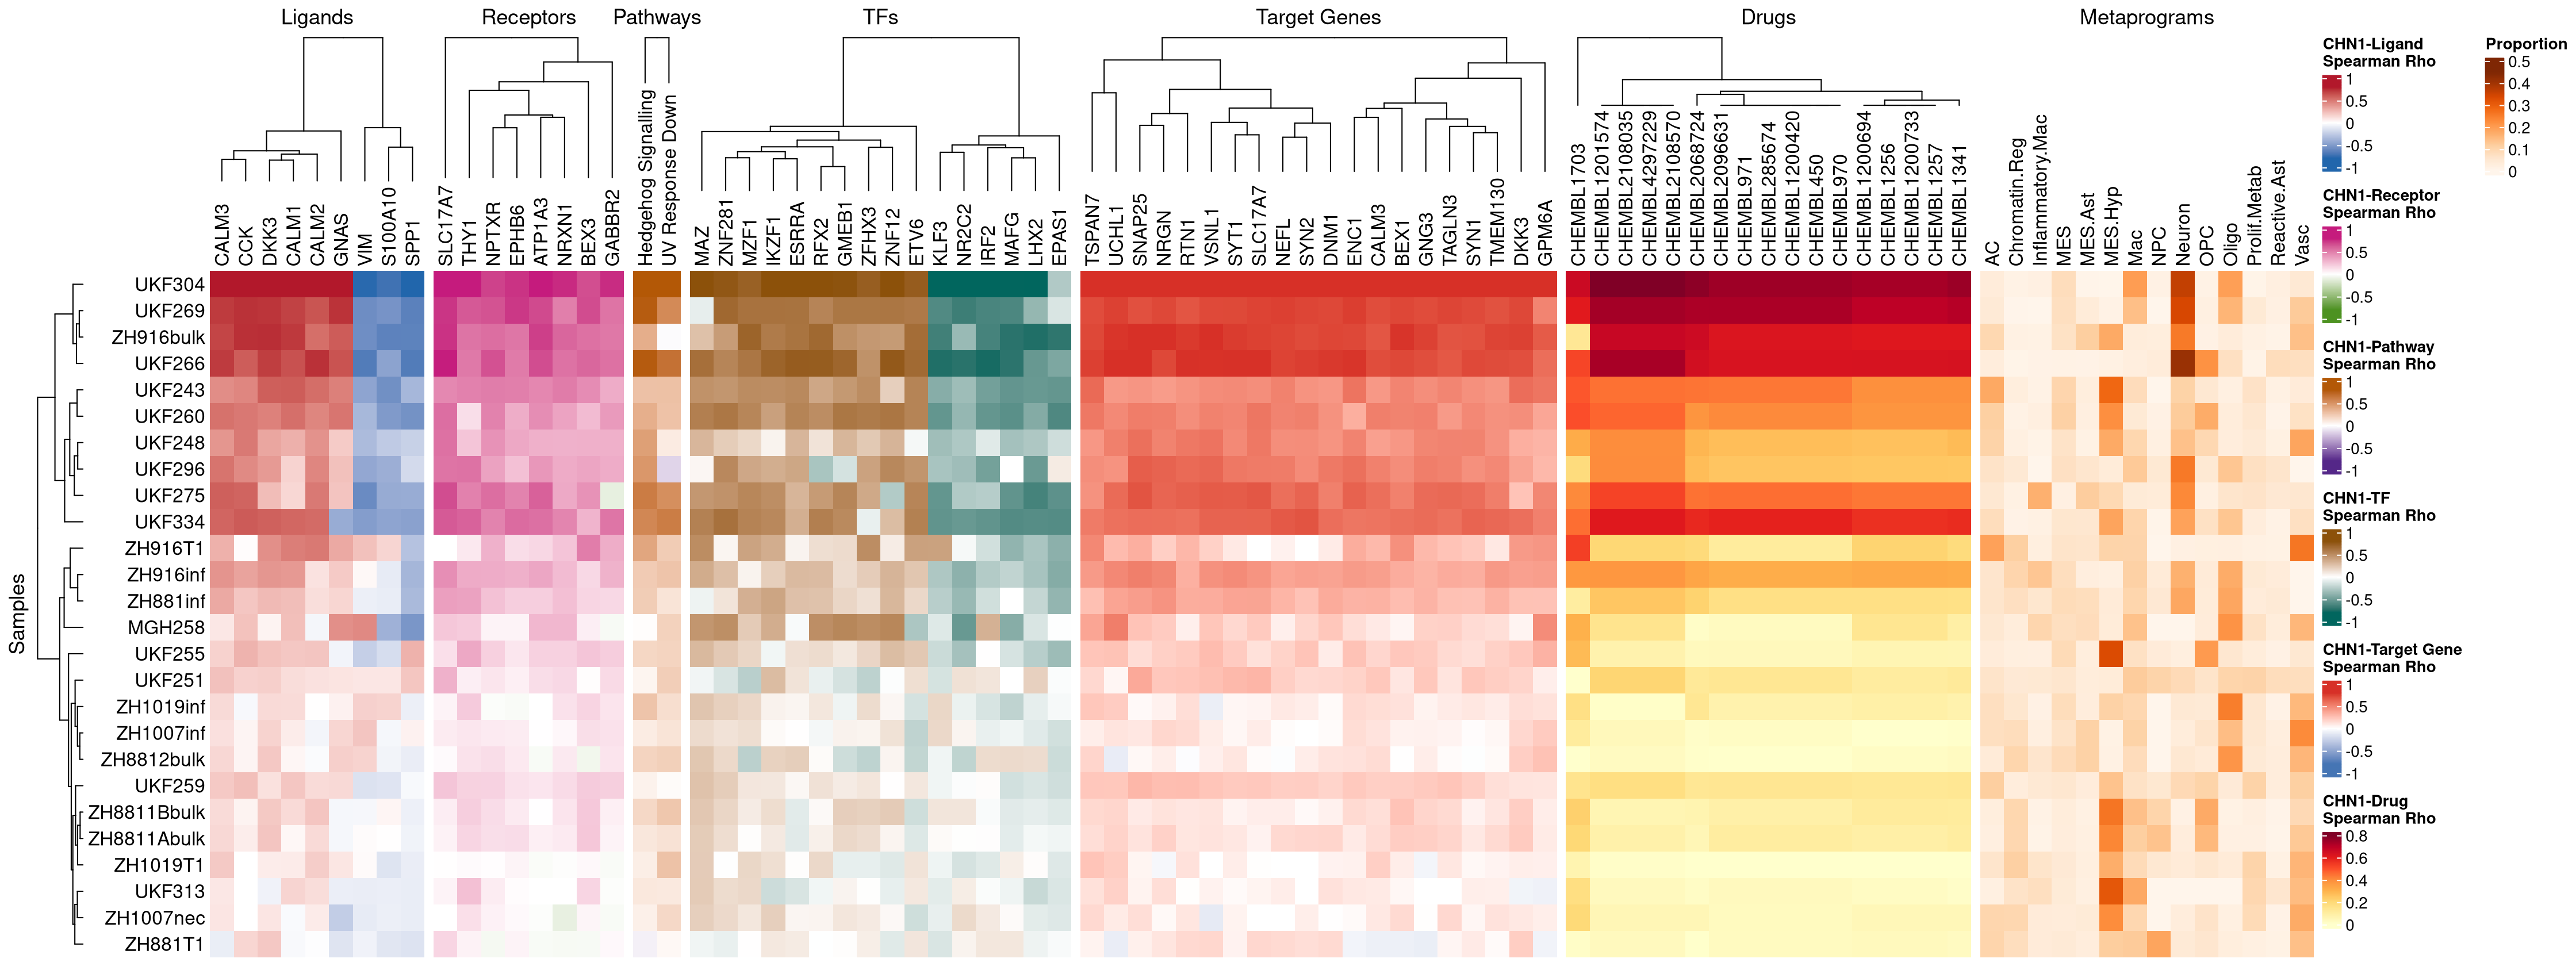 Ligands
Receptors
Pathways
TFs
Target Genes
Drugs
Metaprograms
CALM3
CCK
DKK3
CALM1
CALM2
GNAS
VIM
S100A10
SPP1
SLC17A7
THY1
NPTXR
EPHB6
ATP1A3
NRXN1
BEX3
GABBR2
Hedgehog Signalling
UV Response Down
MAZ
ZNF281
MZF1
IKZF1
ESRRA
RFX2
GMEB1
ZFHX3
ZNF12
ETV6
KLF3
NR2C2
IRF2
MAFG
LHX2
EPAS1
TSPAN7
UCHL1
SNAP25
NRGN
RTN1
VSNL1
SYT1
SLC17A7
NEFL
SYN2
DNM1
ENC1
CALM3
BEX1
GNG3
TAGLN3
SYN1
TMEM130
DKK3
GPM6A
CHEMBL1703
CHEMBL1201574
CHEMBL2108035
CHEMBL4297229
CHEMBL2108570
CHEMBL2068724
CHEMBL2096631
CHEMBL971
CHEMBL285674
CHEMBL1200420
CHEMBL450
CHEMBL970
CHEMBL1200694
CHEMBL1256
CHEMBL1200733
CHEMBL1257
CHEMBL1341
AC
Chromatin.Reg
Inflammatory.Mac
MES
MES.Ast
MES.Hyp
Mac
NPC
Neuron
OPC
Oligo
Prolif.Metab
Reactive.Ast
Vasc
Samples
UKF304
UKF269
ZH916bulk
UKF266
UKF243
UKF260
UKF248
UKF296
UKF275
UKF334
ZH916T1
ZH916inf
ZH881inf
MGH258
UKF255
UKF251
ZH1019inf
ZH1007inf
ZH8812bulk
UKF259
ZH8811Bbulk
ZH8811Abulk
ZH1019T1
UKF313
ZH1007nec
ZH881T1
CHN1-Ligand
Spearman Rho
1
0.5
0
-0.5
-1
CHN1-Receptor
Spearman Rho
1
0.5
0
-0.5
-1
CHN1-Pathway
Spearman Rho
1
0.5
0
-0.5
-1
CHN1-TF
Spearman Rho
1
0.5
0
-0.5
-1
CHN1-Target Gene
Spearman Rho
1
0.5
0
-0.5
-1
CHN1-Drug
Spearman Rho
0.8
0.6
0.4
0.2
0
Proportion
0.5
0.4
0.3
0.2
0.1
0